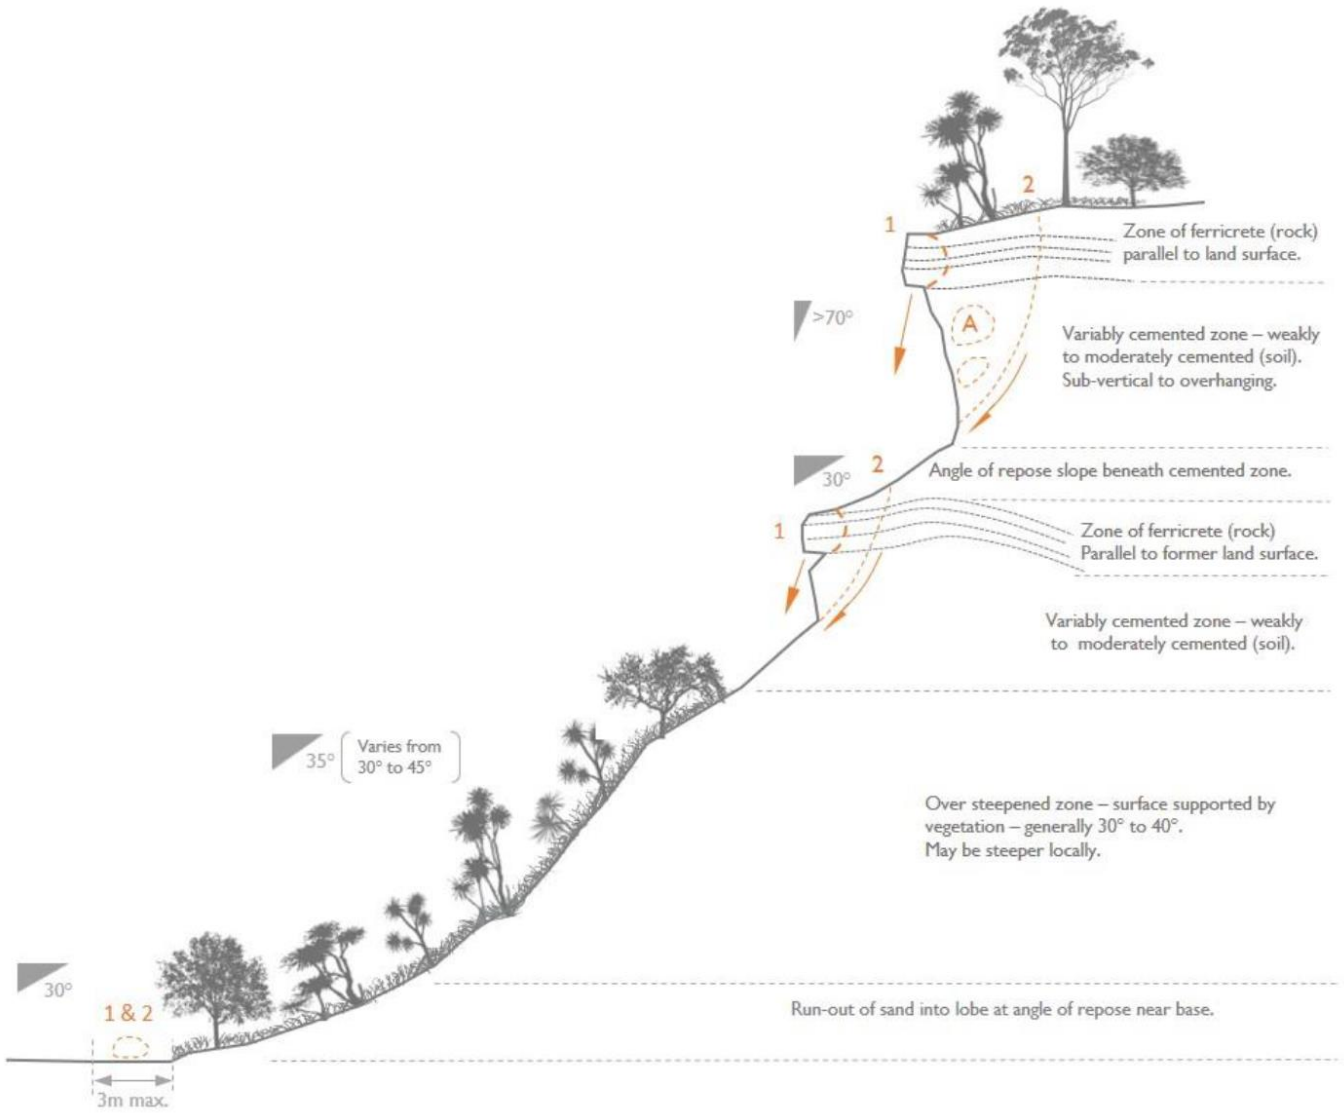 2
1
Zone of ferricrete (rock)
parallel to land surface.
>70°
A
Variably cemented zone – weakly
to moderately cemented (soil).
Sub-vertical to overhanging.
2
30°
Angle of repose slope beneath cemented zone.
1
Zone of ferricrete (rock)
Parallel to former land surface.
Variably cemented zone – weakly
to moderately cemented (soil).
35°
Varies from
30° to 45°
Over steepened zone – surface supported by
vegetation – generally 30° to 40°.
May be steeper locally.
30°
1 & 2
Run-out of sand into lobe at angle of repose near base.
3m max.